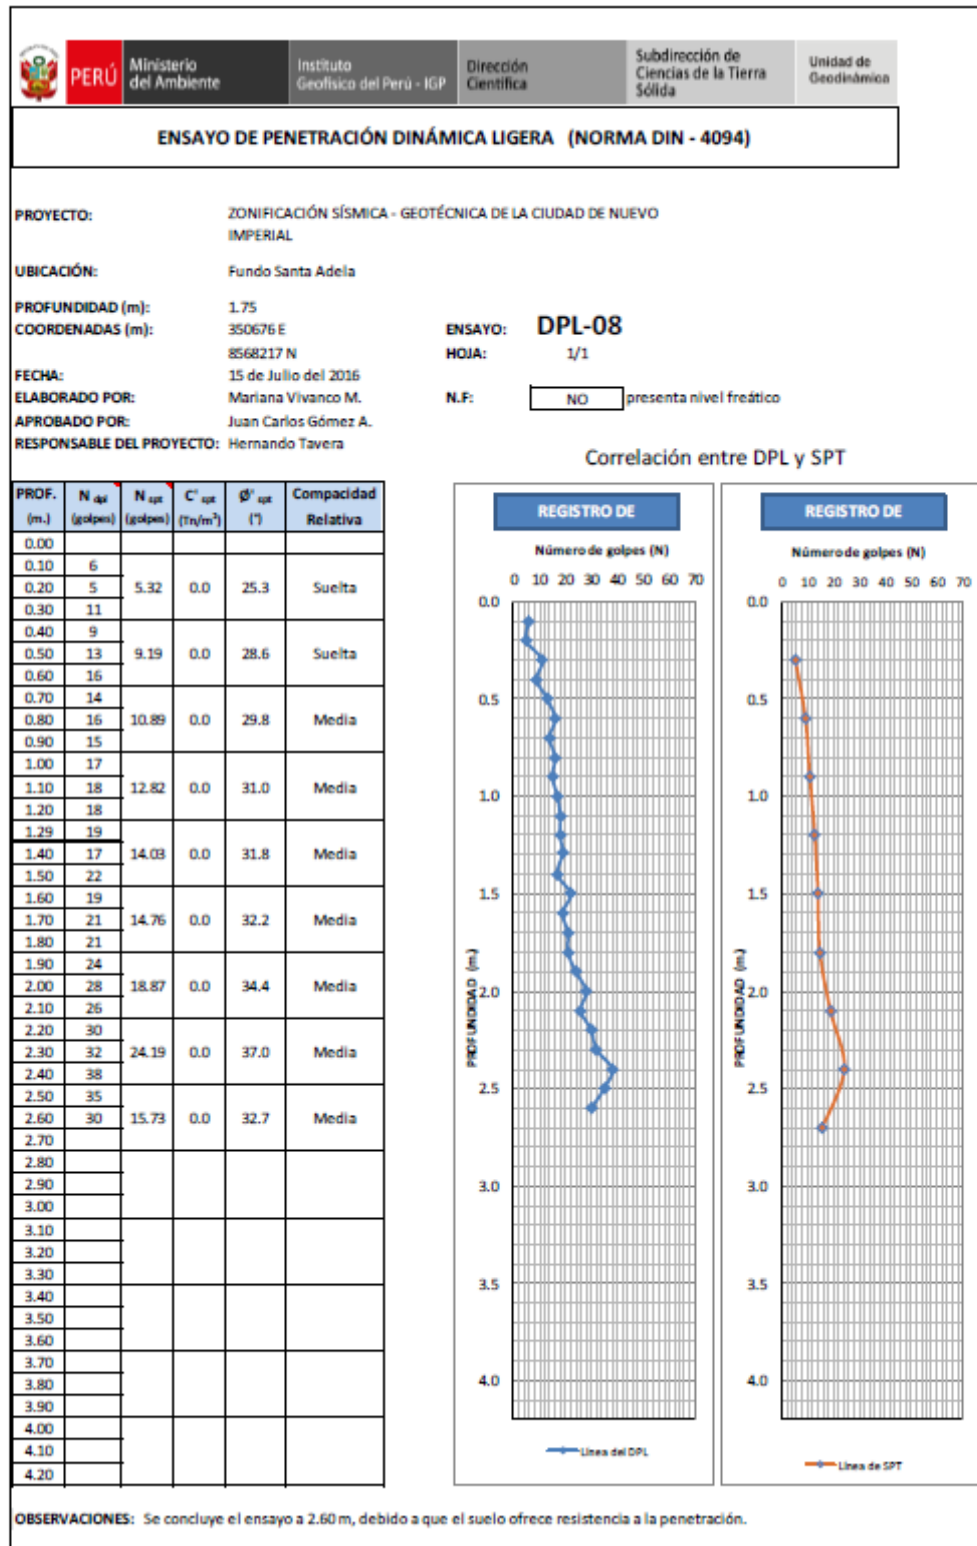 PERÚ Ministerio del Ambiente Instituto Geofísico del Perú - IGP Dirección Científica Subdirección de Ciencias de la Tierra Sólida Unidad de Geodinámica
ENSAYO DE PENETRACIÓN DINÁMICA LIGERA (NORMA DIN - 4094)
PROYECTO: ZONIFICACIÓN SÍSMICA - GEOTÉCNICA DE LA CIUDAD DE NUEVO
IMPERIAL
UBICACIÓN: Fundo Santa Adela
PROFUNDIDAD (m): 1.75
COORDENADAS (m): 350676 E ENSAYO: DPL-08
8568217 N HOJA: 1/1
FECHA: 15 de Julio del 2016
ELABORADO POR: Mariana Vivanco M. N.F: NO presenta nivel freático
APROBADO POR: Juan Carlos Gómez A.
RESPONSABLE DEL PROYECTO: Hernando Tavera
Correlación entre DPL y SPT
PROF. N dpl N spt C' spt Ø' spt Compacidad
(m.) (golpes) (golpes) (Tn/m²) (°) Relativa
0.00
0.10 6
0.20 5 5.32 0.0 25.3 Suelta
0.30 11
0.40 9
0.50 13 9.19 0.0 28.6 Suelta
0.60 16
0.70 14
0.80 16 10.89 0.0 29.8 Media
0.90 15
1.00 17
1.10 18 12.82 0.0 31.0 Media
1.20 18
1.29 19
1.40 17 14.03 0.0 31.8 Media
1.50 22
1.60 19
1.70 21 14.76 0.0 32.2 Media
1.80 21
1.90 24
2.00 28 18.87 0.0 34.4 Media
2.10 26
2.20 30
2.30 32 24.19 0.0 37.0 Media
2.40 38
2.50 35
2.60 30 15.73 0.0 32.7 Media
2.70
2.80
2.90
3.00
3.10
3.20
3.30
3.40
3.50
3.60
3.70
3.80
3.90
4.00
4.10
4.20
REGISTRO DE
Número de golpes (N)
0 10 20 30 40 50 60 70
0.0
0.5
1.0
1.5
2.0
2.5
3.0
3.5
4.0
PROFUNDIDAD (m.)
Linea del DPL
REGISTRO DE
Número de golpes (N)
0 10 20 30 40 50 60 70
0.0
0.5
1.0
1.5
2.0
2.5
3.0
3.5
4.0
PROFUNDIDAD (m.)
Linea de SPT
OBSERVACIONES: Se concluye el ensayo a 2.60 m, debido a que el suelo ofrece resistencia a la penetración.